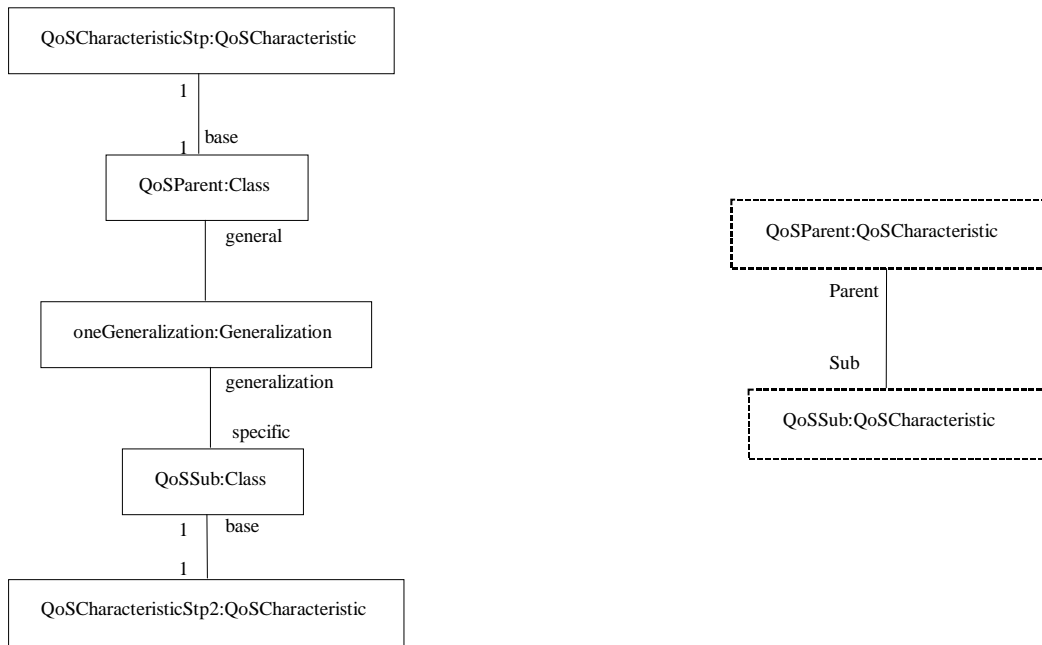 QoSCharacteristicStp:QoSCharacteristic
1
base
1
QoSParent:Class
general
oneGeneralization:Generalization
generalization
specific
QoSSub:Class
1
base
1
QoSCharacteristicStp2:QoSCharacteristic
QoSParent:QoSCharacteristic
Parent
Sub
QoSSub:QoSCharacteristic